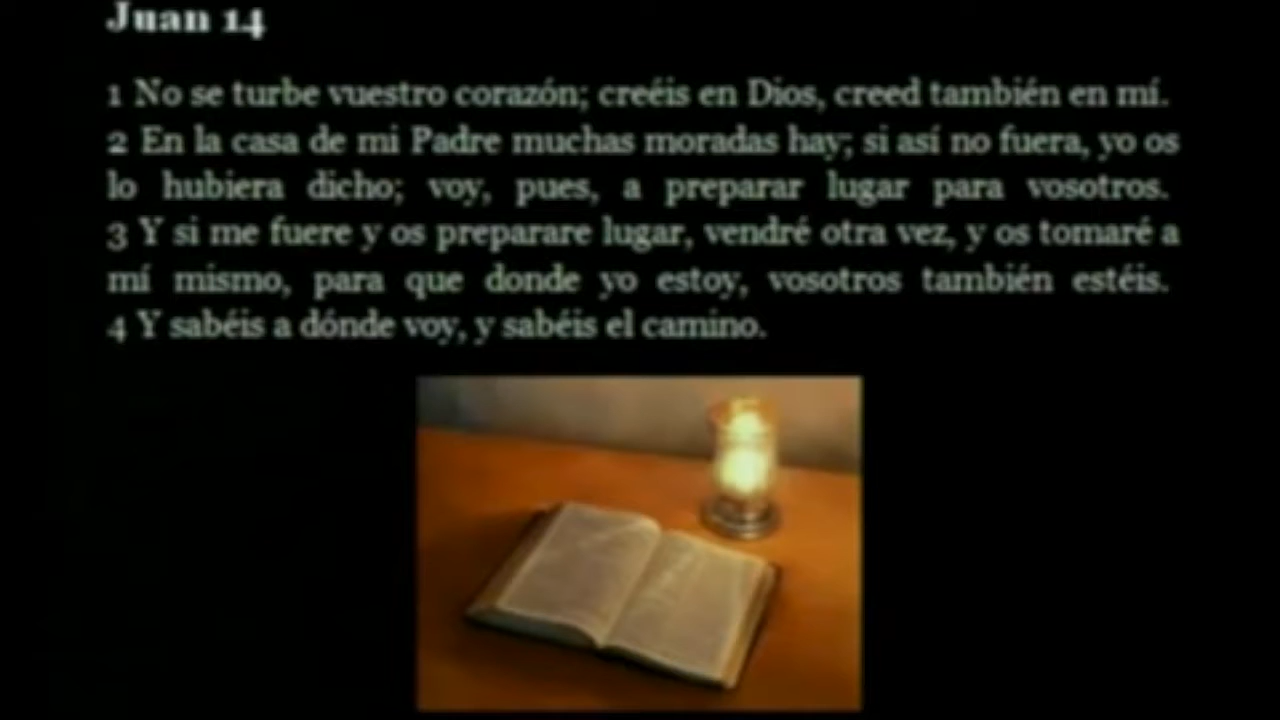 Juan 14
1 No se turbe vuestro corazón; creéis en Dios, creed también en mí.
2 En la casa de mi Padre muchas moradas hay; si así no fuera, yo os
lo hubiera dicho; voy, pues, a preparar lugar para vosotros.
3 Y si me fuere y os preparare lugar, vendré otra vez, y os tomaré a
mí mismo, para que donde yo estoy, vosotros también estéis.
4 Y sabéis a dónde voy, y sabéis el camino.